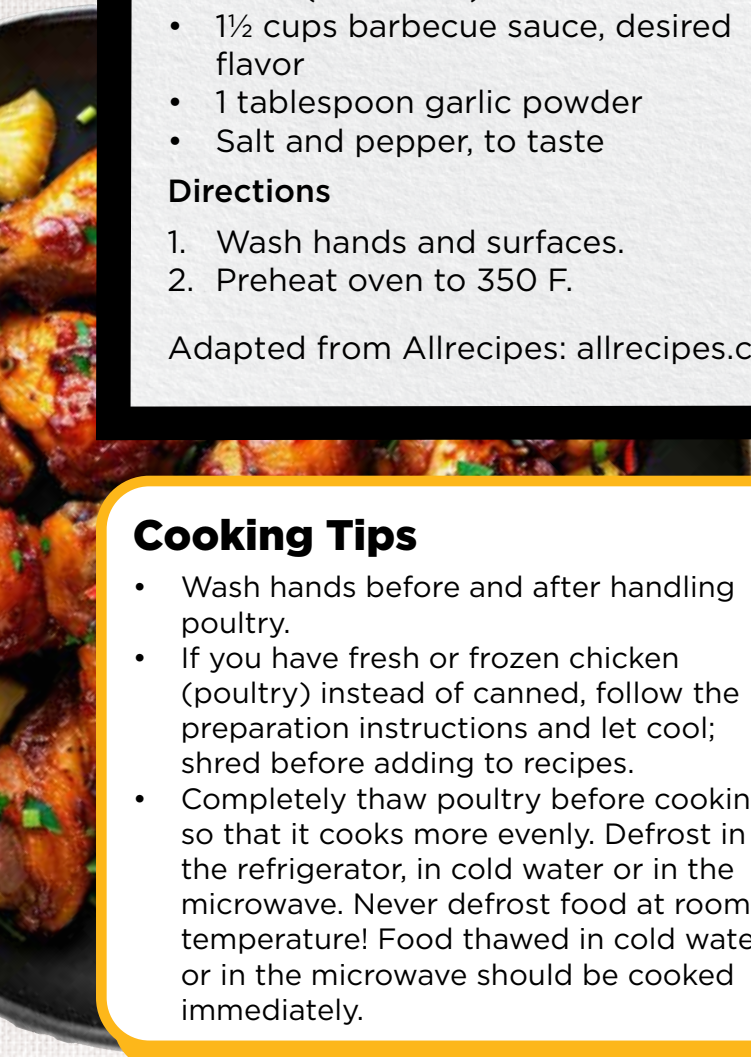 • 1½ cups barbecue sauce, desired
flavor
• 1 tablespoon garlic powder
• Salt and pepper, to taste
Directions
1. Wash hands and surfaces.
2. Preheat oven to 350 F.
Adapted from Allrecipes: allrecipes.c
Cooking Tips
• Wash hands before and after handling
poultry.
• If you have fresh or frozen chicken
(poultry) instead of canned, follow the
preparation instructions and let cool;
shred before adding to recipes.
• Completely thaw poultry before cookin
so that it cooks more evenly. Defrost in
the refrigerator, in cold water or in the
microwave. Never defrost food at room
temperature! Food thawed in cold wate
or in the microwave should be cooked
immediately.